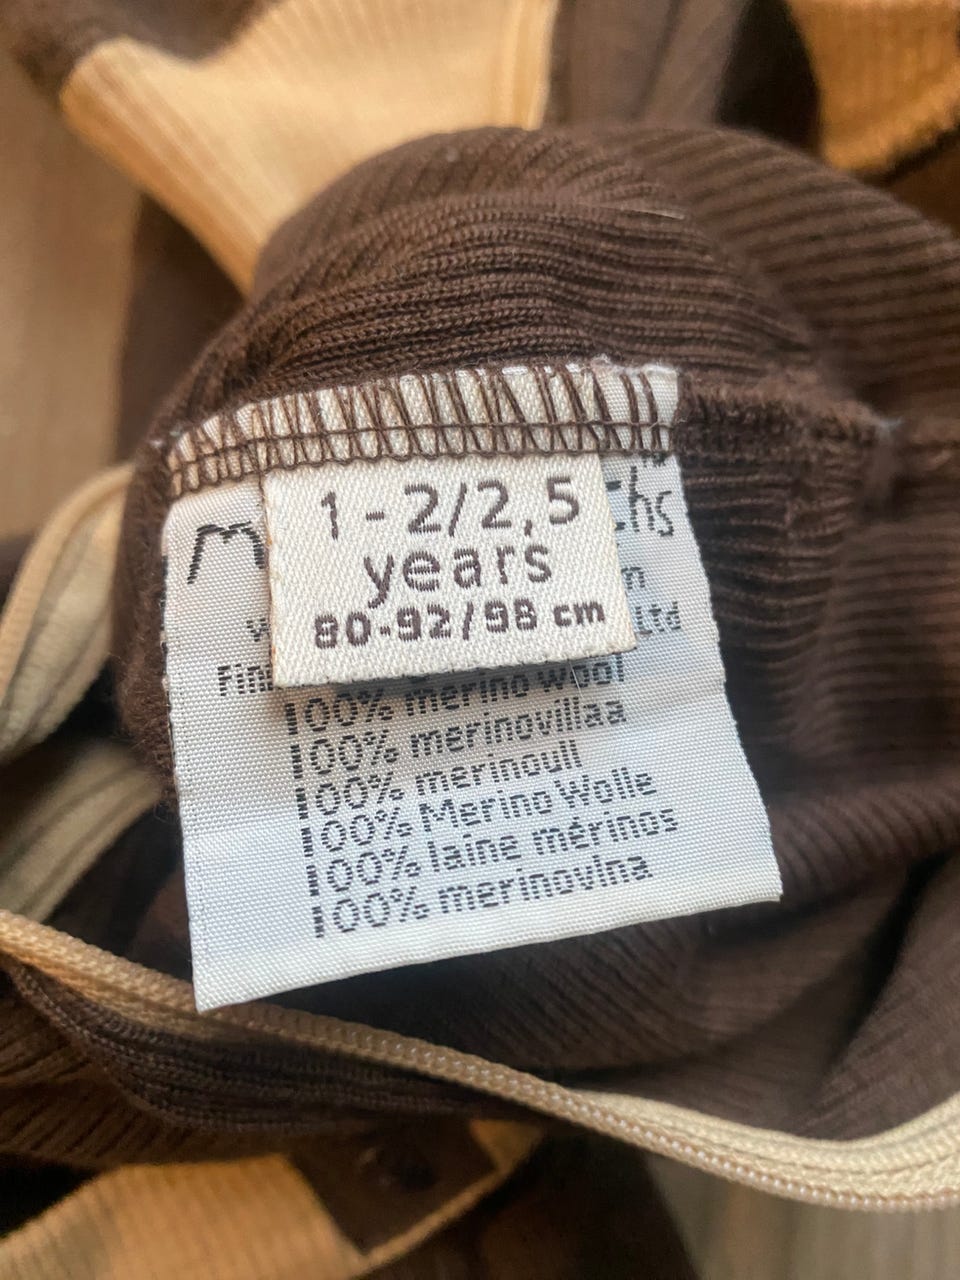 1 - 2/2,5
years
80-92/98 cm
Ltd
100% merino wool
100% merinovillaa
100% merinoull
100% Merino Wolle
100% laine mérinos
100% merinovlna